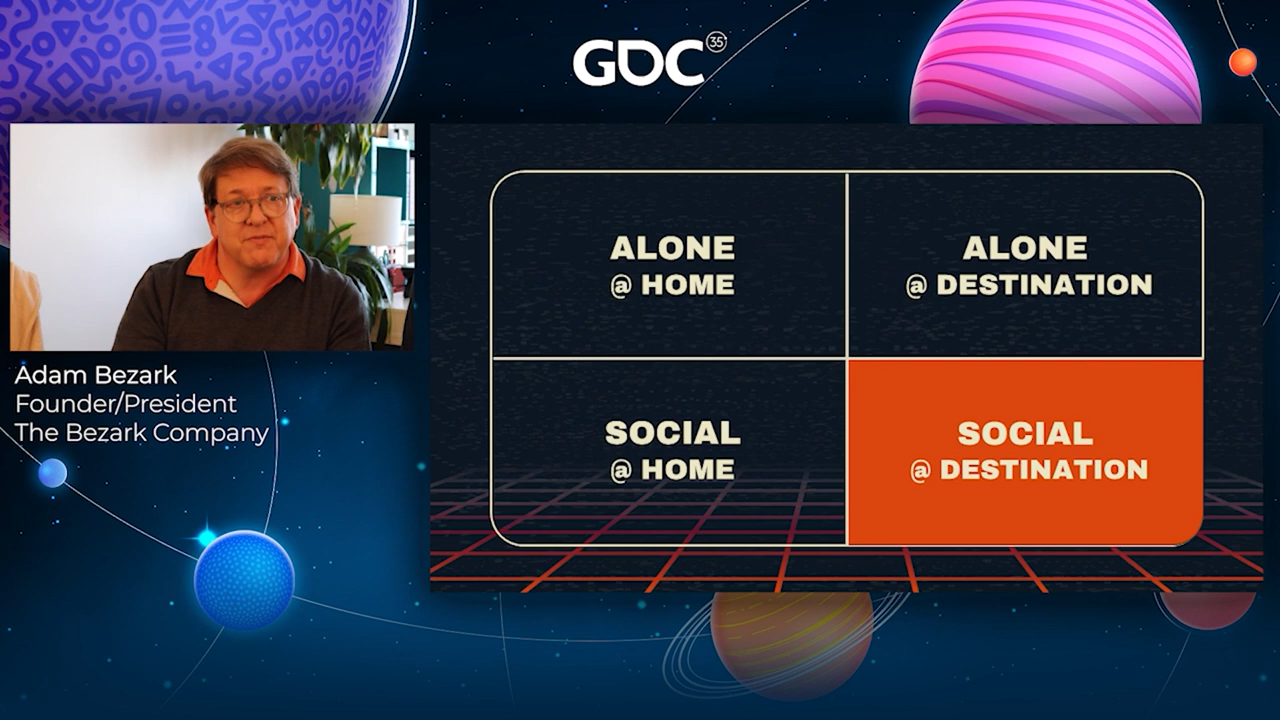 GDC 35
Adam Bezark
Founder/President
The Bezark Company
ALONE
@ HOME
ALONE
@ DESTINATION
SOCIAL
@ HOME
SOCIAL
@ DESTINATION